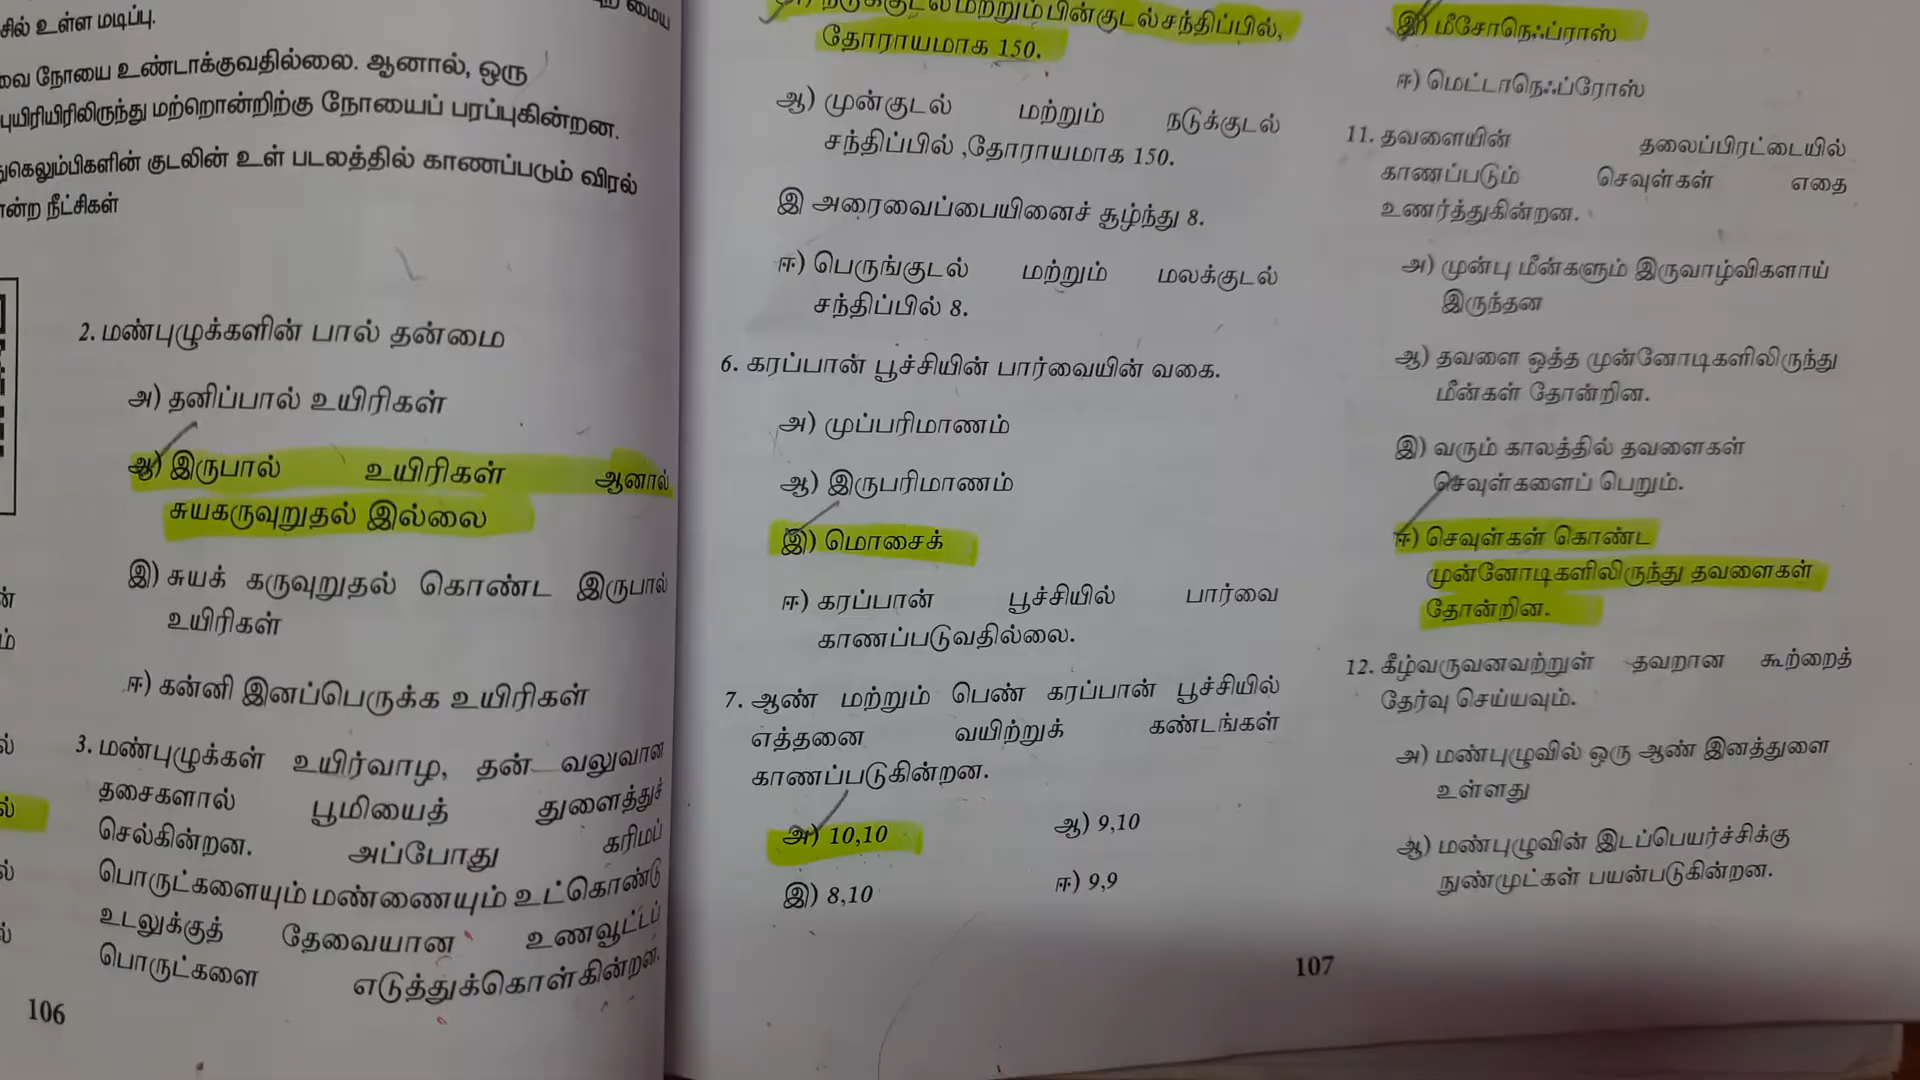 சில் உள்ள மடிப்பு.
வை நோயை உண்டாக்குவதில்லை. ஆனால், ஒரு
புயிரியிரிலிருந்து மற்றொன்றிற்கு நோயைப் பரப்புகின்றன.
துகெலும்பிகளின் குடலின் உள் படலத்தில் காணப்படும் விரல்
ான்ற நீட்சிகள்
2. மண்புழுக்களின் பால் தன்மை
அ) தனிப்பால் உயிரிகள்
ஆ) இருபால் உயிரிகள் ஆனால்
சுயகருவுறுதல் இல்லை
இ) சுயக் கருவுறுதல் கொண்ட இருபால்
உயிரிகள்
ஈ) கன்னி இனப்பெருக்க உயிரிகள்
3. மண்புழுக்கள் உயிர்வாழ, தன் வலுவான
தசைகளால் பூமியைத் துளைத்துச்
செல்கின்றன. அப்போது கரிமப்
பொருட்களையும் மண்ணையும் உட்கொண்டு
உடலுக்குத் தேவையான உணவூட்டப்
பொருட்களை எடுத்துக்கொள்கின்றன.
106
நடுக்குடல் மற்றும் பின்குடல் சந்திப்பில்,
தோராயமாக 150.
ஆ) முன்குடல் மற்றும் நடுக்குடல்
சந்திப்பில் ,தோராயமாக 150.
இ அரைவைப்பையினைச் சூழ்ந்து 8.
ஈ) பெருங்குடல் மற்றும் மலக்குடல்
சந்திப்பில் 8.
6. கரப்பான் பூச்சியின் பார்வையின் வகை.
அ) முப்பரிமாணம்
ஆ) இருபரிமாணம்
இ) மொசைக்
ஈ) கரப்பான் பூச்சியில் பார்வை
காணப்படுவதில்லை.
7. ஆண் மற்றும் பெண் கரப்பான் பூச்சியில்
எத்தனை வயிற்றுக் கண்டங்கள்
காணப்படுகின்றன.
அ) 10,10 ஆ) 9,10
இ) 8,10 ஈ) 9,9
இ) மீசோநெஃப்ராஸ்
ஈ) மெட்டாநெஃப்ரோஸ்
11. தவளையின் தலைப்பிரட்டையில்
காணப்படும் செவுள்கள் எதை
உணர்த்துகின்றன.
அ) முன்பு மீன்களும் இருவாழ்விகளாய்
இருந்தன
ஆ) தவளை ஒத்த முன்னோடிகளிலிருந்து
மீன்கள் தோன்றின.
இ) வரும் காலத்தில் தவளைகள்
செவுள்களைப் பெறும்.
ஈ) செவுள்கள் கொண்ட
முன்னோடிகளிலிருந்து தவளைகள்
தோன்றின.
12. கீழ்வருவனவற்றுள் தவறான கூற்றைத்
தேர்வு செய்யவும்.
அ) மண்புழுவில் ஒரு ஆண் இனத்துளை
உள்ளது
ஆ) மண்புழுவின் இடப்பெயர்ச்சிக்கு
நுண்முட்கள் பயன்படுகின்றன.
107